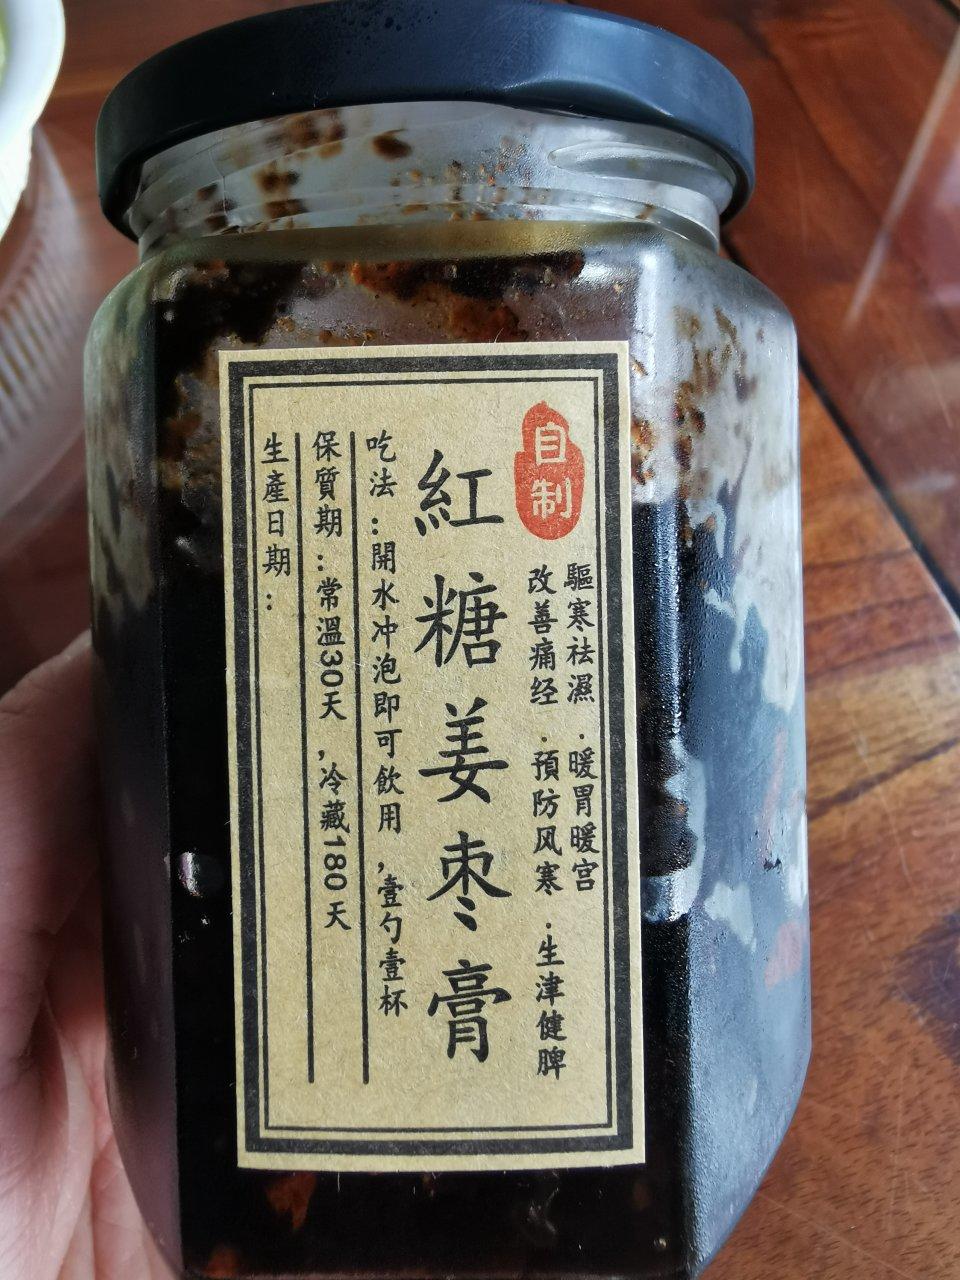 自制
驅寒祛濕 · 暖胃暖宫
改善痛经 · 預防风寒 · 生津健脾
紅糖姜枣膏
吃法：開水冲泡即可飲用，壹勺壹杯
保質期：常溫30天，冷藏180天
生產日期：